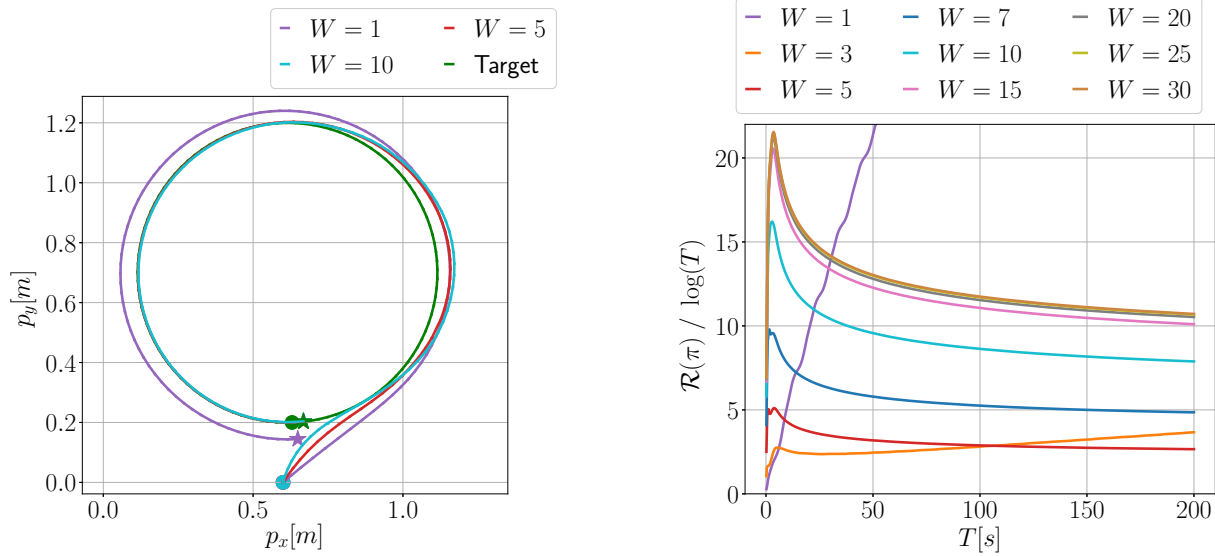 W = 1 W = 5
W = 10 Target
1.2
1.0
0.8
0.6
0.4
0.2
0.0
p_y[m]
0.0 0.5 1.0
p_x[m]
W = 1 W = 7 W = 20
W = 3 W = 10 W = 25
W = 5 W = 15 W = 30
20
15
10
5
0
R(π) / log(T)
0 50 100 150 200
T[s]